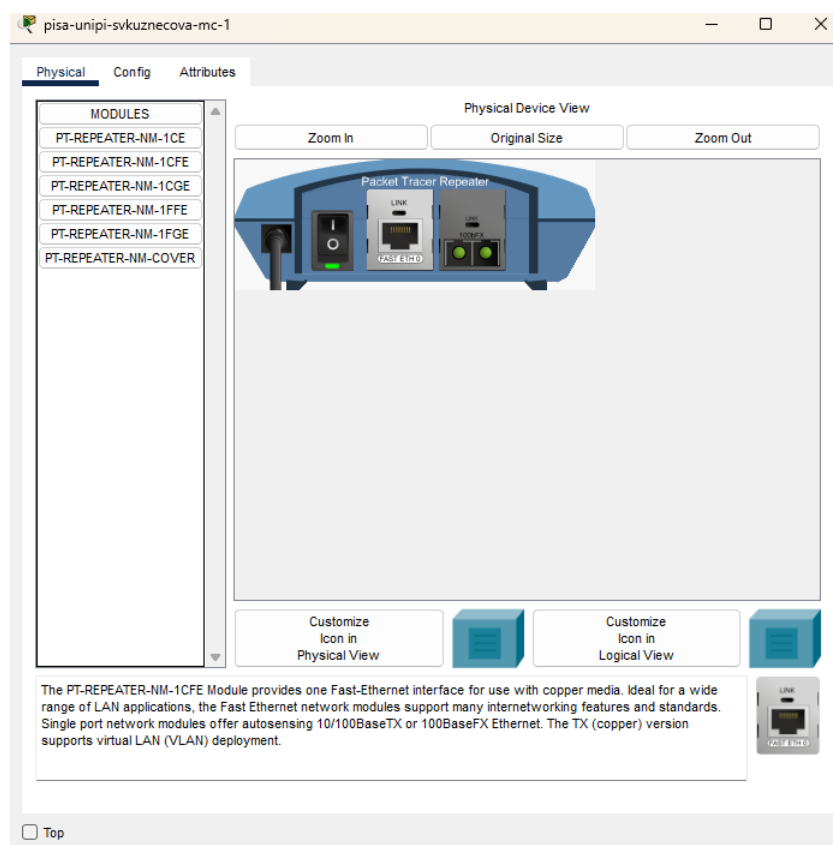 pisa-unipi-svkuznecova-mc-1
Physical Config Attributes
MODULES
PT-REPEATER-NM-1CE
PT-REPEATER-NM-1CFE
PT-REPEATER-NM-1CGE
PT-REPEATER-NM-1FFE
PT-REPEATER-NM-1FGE
PT-REPEATER-NM-COVER
Physical Device View
Zoom In Original Size Zoom Out
Packet Tracer Repeater
LINK
LINK
100bFX
FAST ETH 0
Customize
Icon in
Physical View
Customize
Icon in
Logical View
The PT-REPEATER-NM-1CFE Module provides one Fast-Ethernet interface for use with copper media. Ideal for a wide
range of LAN applications, the Fast Ethernet network modules support many internetworking features and standards.
Single port network modules offer autosensing 10/100BaseTX or 100BaseFX Ethernet. The TX (copper) version
supports virtual LAN (VLAN) deployment.
LINK
FAST ETH 0
Top